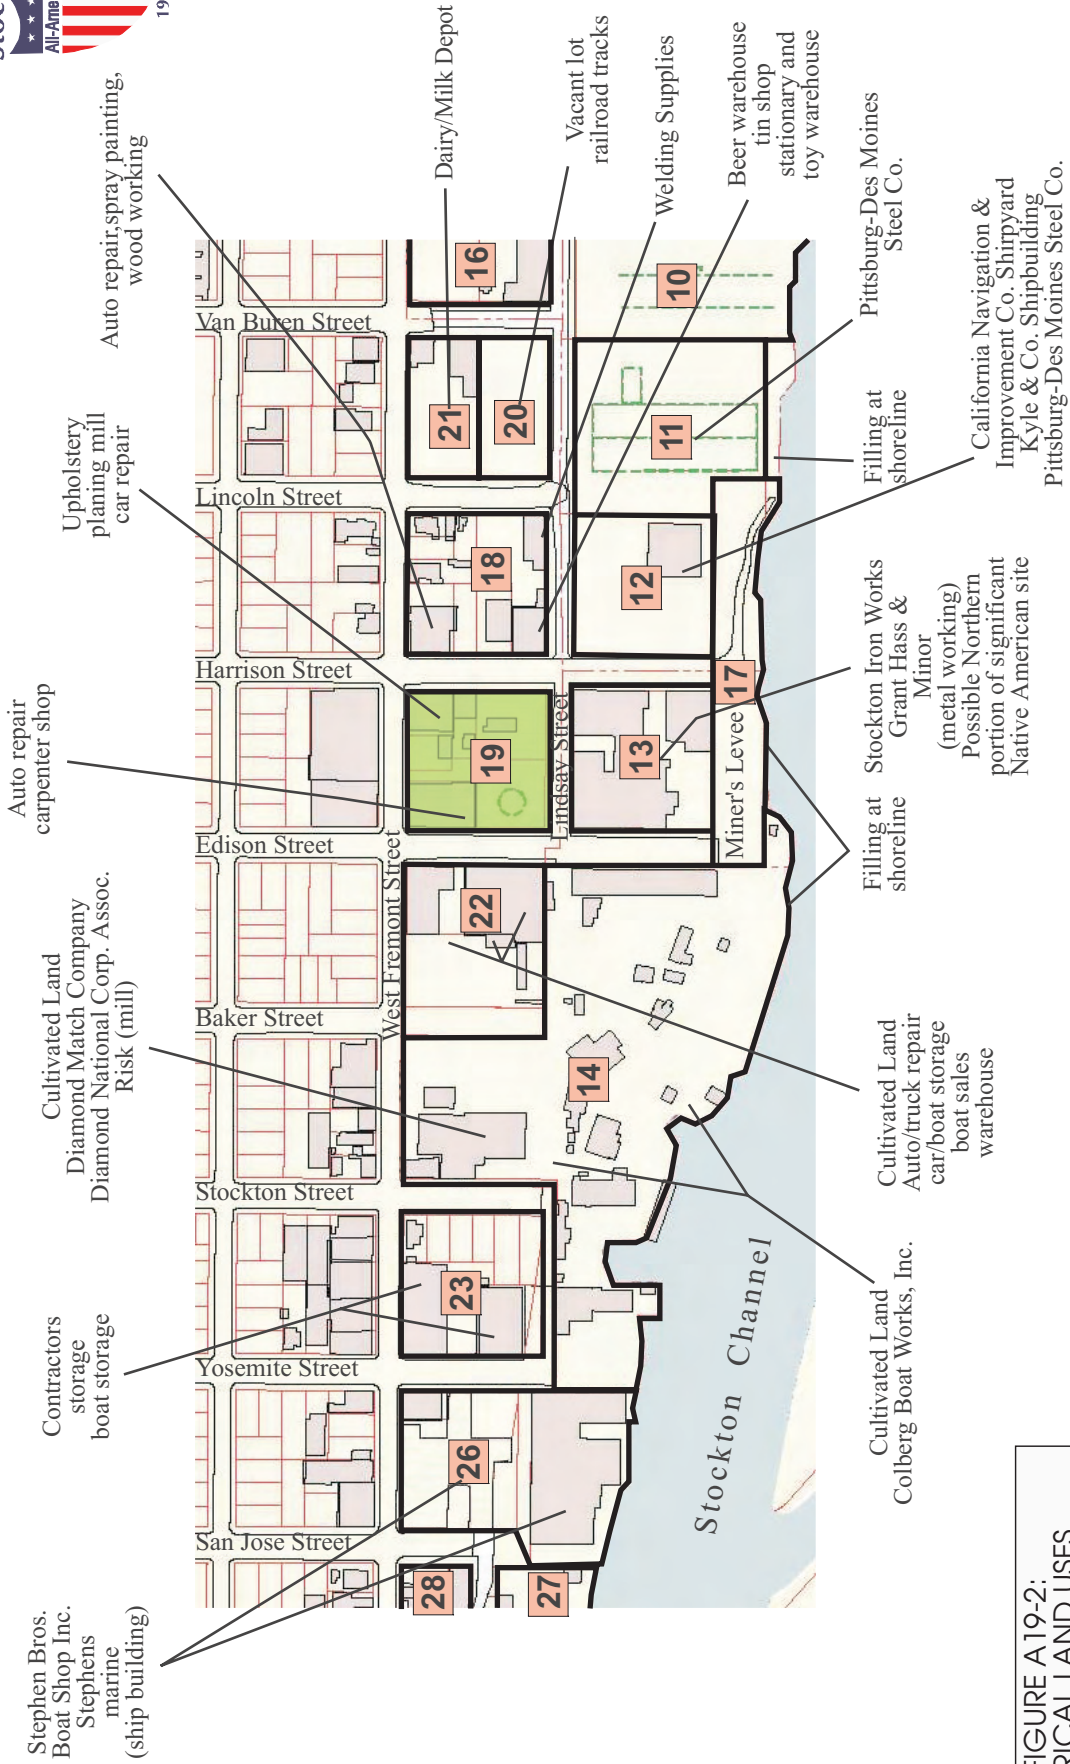 Stephen Bros.
Boat Shop Inc.
Stephens
marine
(ship building)
Contractors
storage
boat storage
Cultivated Land
Diamond Match Company
Diamond National Corp. Assoc.
Risk (mill)
Auto repair
carpenter shop
Upholstery
planing mill
car repair
Auto repair,spray painting,
wood working
All-Ame
19
San Jose Street
Yosemite Street
Stockton Street
Baker Street
Edison Street
Harrison Street
Lincoln Street
Van Buren Street
West Fremont Street
Lindsay Street
28
27
26
23
14
22
19
13
18
12
21
20
11
16
10
17
Miner's Levee
Stockton Channel
Dairy/Milk Depot
Vacant lot
railroad tracks
Welding Supplies
Beer warehouse
tin shop
stationary and
toy warehouse
Pittsburg-Des Moines
Steel Co.
California Navigation &
Improvement Co. Shirpyard
Kyle & Co. Shipbuilding
Pittsburg-Des Moines Steel Co.
Filling at
shoreline
Stockton Iron Works
Grant Hass &
Minor
(metal working)
Possible Northern
portion of significant
Native American site
Filling at
shoreline
Cultivated Land
Auto/truck repair
car/boat storage
boat sales
warehouse
Cultivated Land
Colberg Boat Works, Inc.
FIGURE A19-2:
RICAL LAND USES